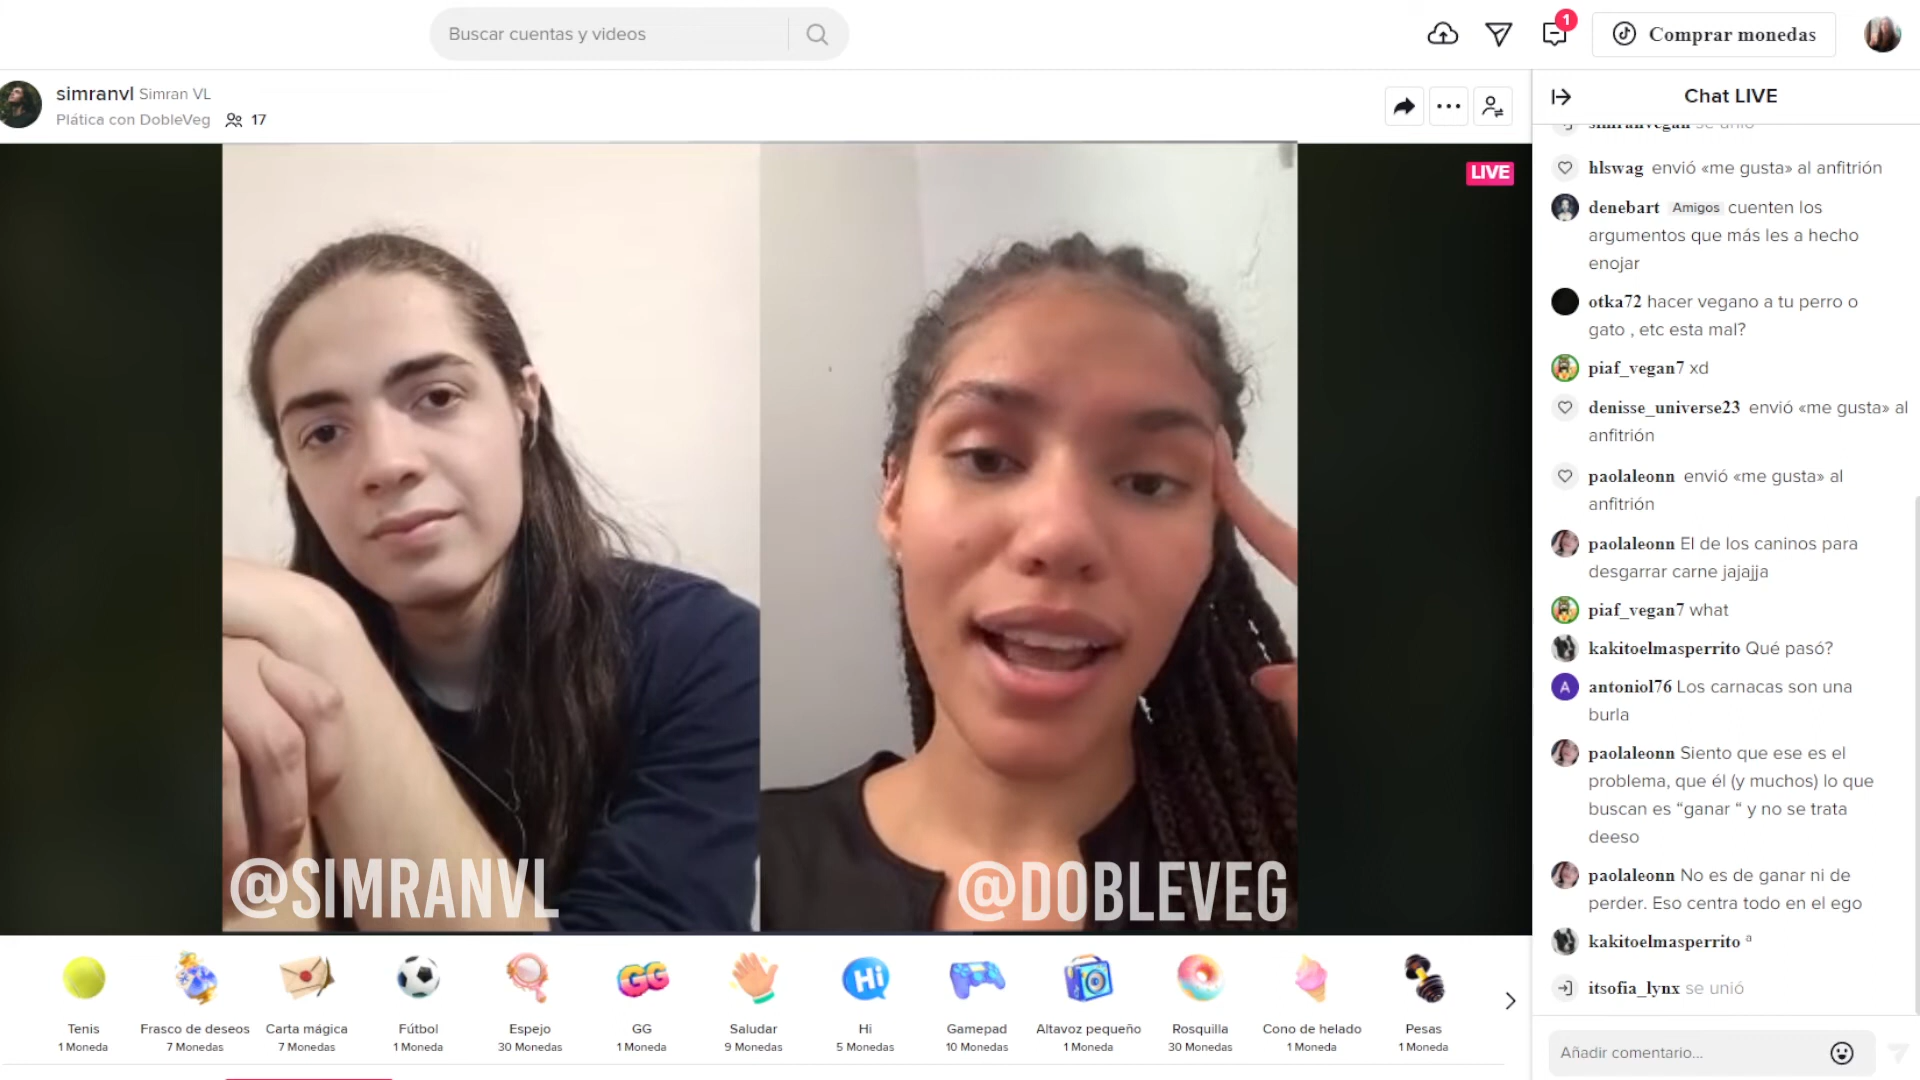 Buscar cuentas y videos
1
Comprar monedas
simranvl Simran VL
Plática con DobleVeg 17
LIVE
@SIMRANVL
@DOBLEVEG
Tenis
1 Moneda
Frasco de deseos
7 Monedas
Carta mágica
7 Monedas
Fútbol
1 Moneda
Espejo
30 Monedas
GG
GG
1 Moneda
Saludar
9 Monedas
Hi
Hi
5 Monedas
Gamepad
10 Monedas
Altavoz pequeño
1 Moneda
Rosquilla
30 Monedas
Cono de helado
1 Moneda
Pesas
1 Moneda
Chat LIVE
simranvegan se unió
hlswag envió «me gusta» al anfitrión
denebart Amigos cuenten los
argumentos que más les a hecho
enojar
otka72 hacer vegano a tu perro o
gato , etc esta mal?
piaf_vegan7 xd
denisse_universe23 envió «me gusta» al
anfitrión
paolaleonn envió «me gusta» al
anfitrión
paolaleonn El de los caninos para
desgarrar carne jajajja
piaf_vegan7 what
kakitoelmasperrito Qué pasó?
A
antoniol76 Los carnacas son una
burla
paolaleonn Siento que ese es el
problema, que él (y muchos) lo que
buscan es “ganar “ y no se trata
deeso
paolaleonn No es de ganar ni de
perder. Eso centra todo en el ego
kakitoelmasperrito ª
itsofia_lynx se unió
Añadir comentario...